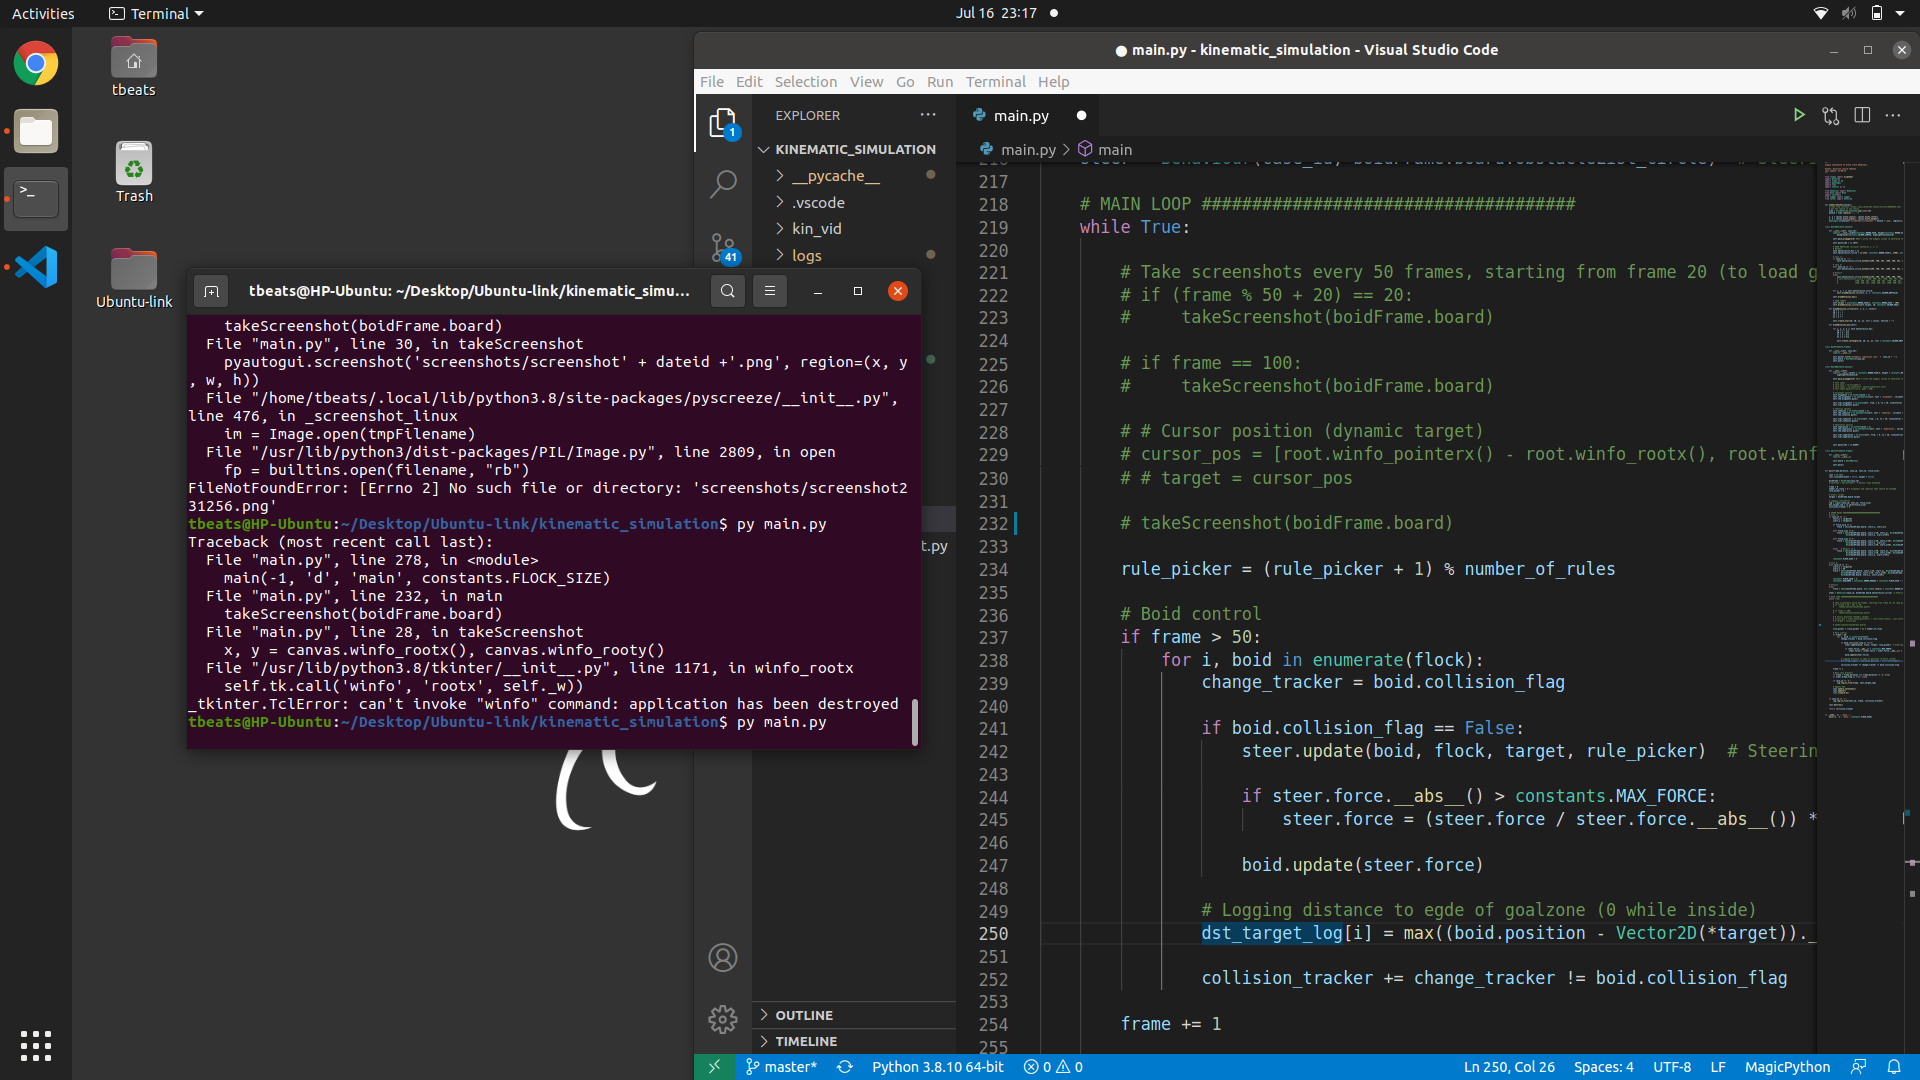 Activities
Terminal
Jul 16 23:17
tbeats
Trash
Ubuntu-link
tbeats@HP-Ubuntu: ~/Desktop/Ubuntu-link/kinematic_simu...
takeScreenshot(boidFrame.board)
File "main.py", line 30, in takeScreenshot
pyautogui.screenshot('screenshots/screenshot' + dateid +'.png', region=(x, y
, w, h))
File "/home/tbeats/.local/lib/python3.8/site-packages/pyscreeze/__init__.py",
line 476, in _screenshot_linux
im = Image.open(tmpFilename)
File "/usr/lib/python3/dist-packages/PIL/Image.py", line 2809, in open
fp = builtins.open(filename, "rb")
FileNotFoundError: [Errno 2] No such file or directory: 'screenshots/screenshot2
31256.png'
tbeats@HP-Ubuntu:~/Desktop/Ubuntu-link/kinematic_simulation$ py main.py
Traceback (most recent call last):
File "main.py", line 278, in <module>
main(-1, 'd', 'main', constants.FLOCK_SIZE)
File "main.py", line 232, in main
takeScreenshot(boidFrame.board)
File "main.py", line 28, in takeScreenshot
x, y = canvas.winfo_rootx(), canvas.winfo_rooty()
File "/usr/lib/python3.8/tkinter/__init__.py", line 1171, in winfo_rootx
self.tk.call('winfo', 'rootx', self._w))
_tkinter.TclError: can't invoke "winfo" command: application has been destroyed
tbeats@HP-Ubuntu:~/Desktop/Ubuntu-link/kinematic_simulation$ py main.py
● main.py - kinematic_simulation - Visual Studio Code
File Edit Selection View Go Run Terminal Help
1
41
EXPLORER
KINEMATIC_SIMULATION
__pycache__
.vscode
kin_vid
logs
t.py
OUTLINE
TIMELINE
main.py
main.py > main
217
218 # MAIN LOOP #####################################
219 while True:
220
221 # Take screenshots every 50 frames, starting from frame 20 (to load g
222 # if (frame % 50 + 20) == 20:
223 #     takeScreenshot(boidFrame.board)
224
225 # if frame == 100:
226 #     takeScreenshot(boidFrame.board)
227
228 # # Cursor position (dynamic target)
229 # cursor_pos = [root.winfo_pointerx() - root.winfo_rootx(), root.winf
230 # # target = cursor_pos
231
232 # takeScreenshot(boidFrame.board)
233
234 rule_picker = (rule_picker + 1) % number_of_rules
235
236 # Boid control
237 if frame > 50:
238 for i, boid in enumerate(flock):
239 change_tracker = boid.collision_flag
240
241 if boid.collision_flag == False:
242 steer.update(boid, flock, target, rule_picker)  # Steerin
243
244 if steer.force.__abs__() > constants.MAX_FORCE:
245 steer.force = (steer.force / steer.force.__abs__()) *
246
247 boid.update(steer.force)
248
249 # Logging distance to egde of goalzone (0 while inside)
250 dst_target_log[i] = max((boid.position - Vector2D(*target))._
251
252 collision_tracker += change_tracker != boid.collision_flag
253
254 frame += 1
255
master* Python 3.8.10 64-bit 0 0 Ln 250, Col 26 Spaces: 4 UTF-8 LF MagicPython